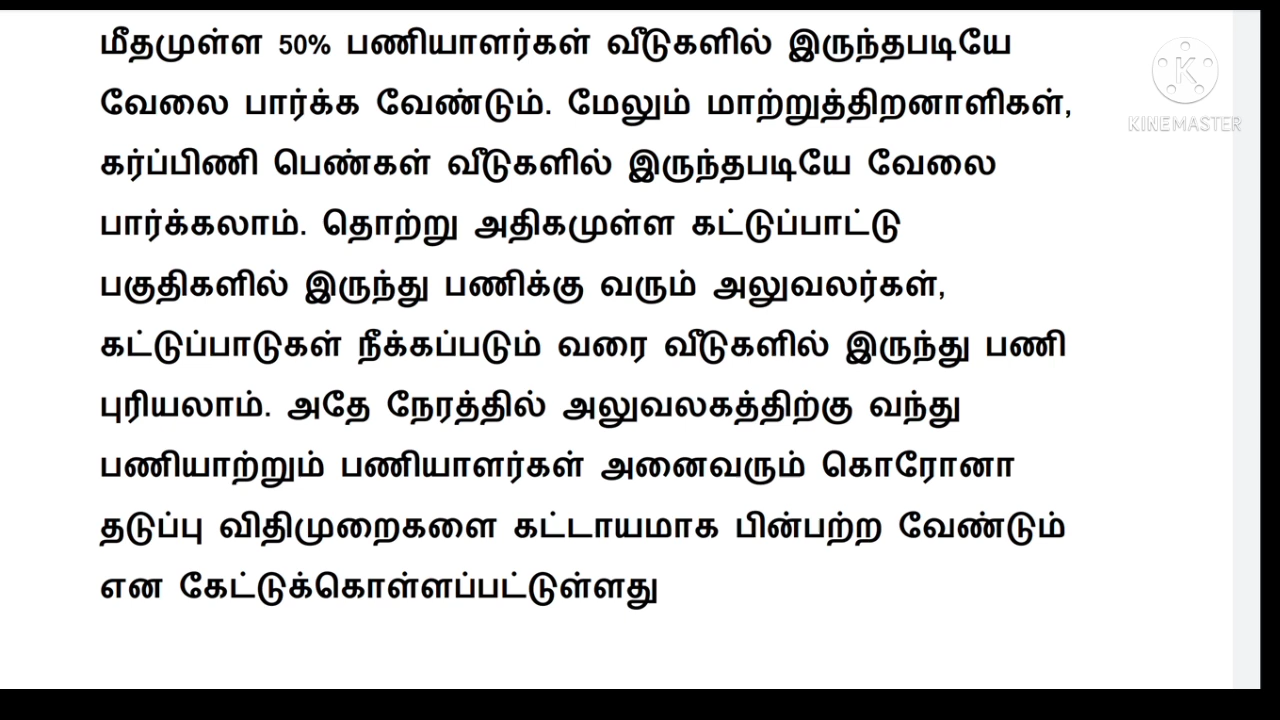 மீதமுள்ள 50% பணியாளர்கள் வீடுகளில் இருந்தபடியே
வேலை பார்க்க வேண்டும். மேலும் மாற்றுத்திறனாளிகள்,
கர்ப்பிணி பெண்கள் வீடுகளில் இருந்தபடியே வேலை
பார்க்கலாம். தொற்று அதிகமுள்ள கட்டுப்பாட்டு
பகுதிகளில் இருந்து பணிக்கு வரும் அலுவலர்கள்,
கட்டுப்பாடுகள் நீக்கப்படும் வரை வீடுகளில் இருந்து பணி
புரியலாம். அதே நேரத்தில் அலுவலகத்திற்கு வந்து
பணியாற்றும் பணியாளர்கள் அனைவரும் கொரோனா
தடுப்பு விதிமுறைகளை கட்டாயமாக பின்பற்ற வேண்டும்
என கேட்டுக்கொள்ளப்பட்டுள்ளது
K
KINEMASTER